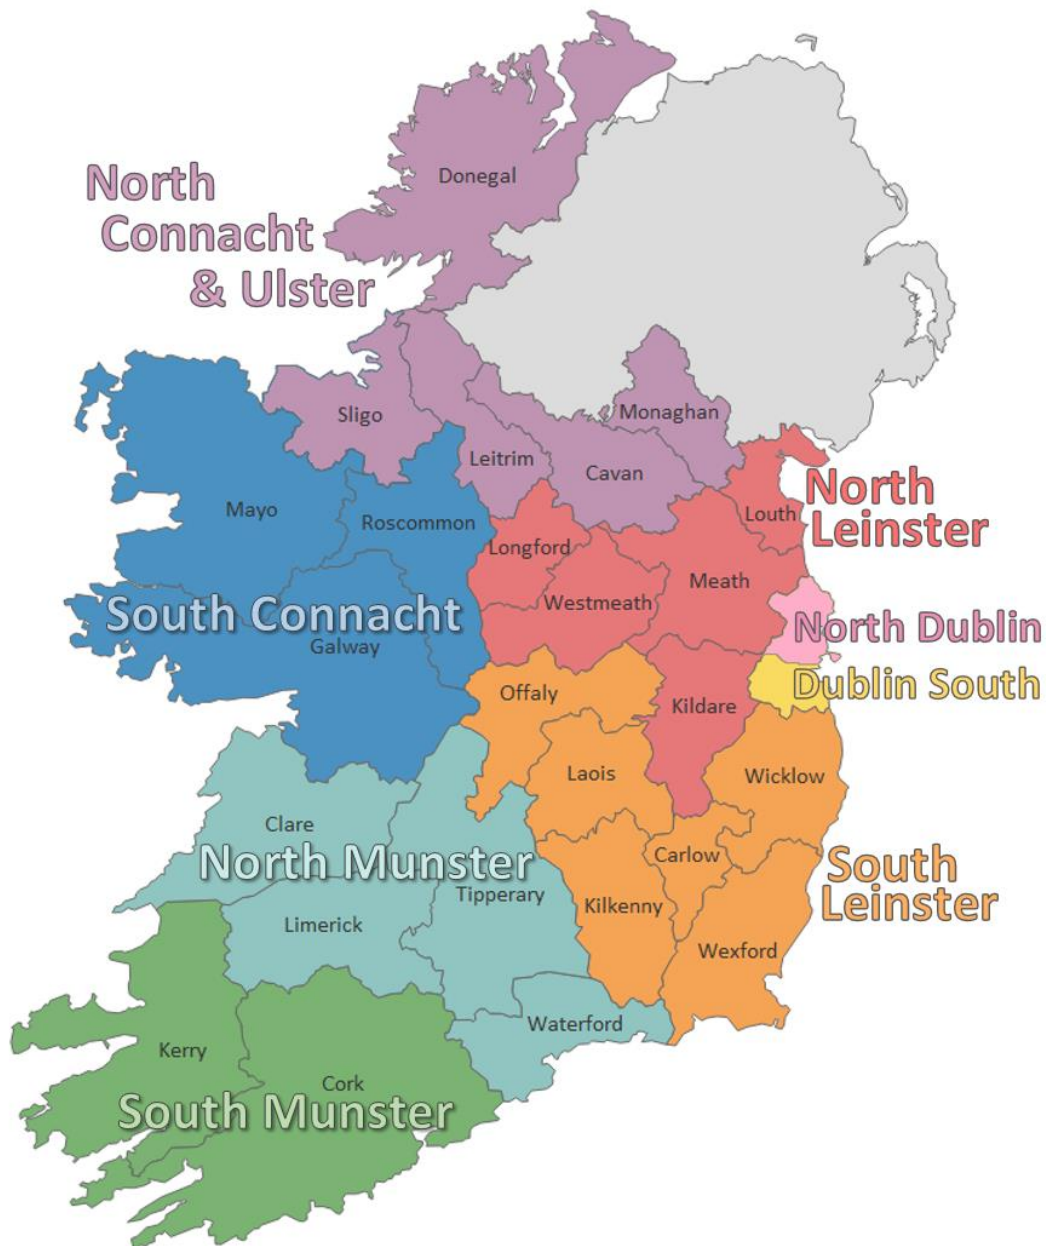 Donegal
North
Connacht
& Ulster
Monaghan
Sligo
Leitrim
Cavan
North
Leinster
Louth
Mayo
Roscommon
Longford
Meath
Westmeath
South Connacht
North Dublin
Galway
Dublin South
Offaly
Kildare
Laois
Wicklow
Clare
North Munster
Carlow
South
Leinster
Tipperary
Kilkenny
Limerick
Wexford
Waterford
Kerry
Cork
South Munster